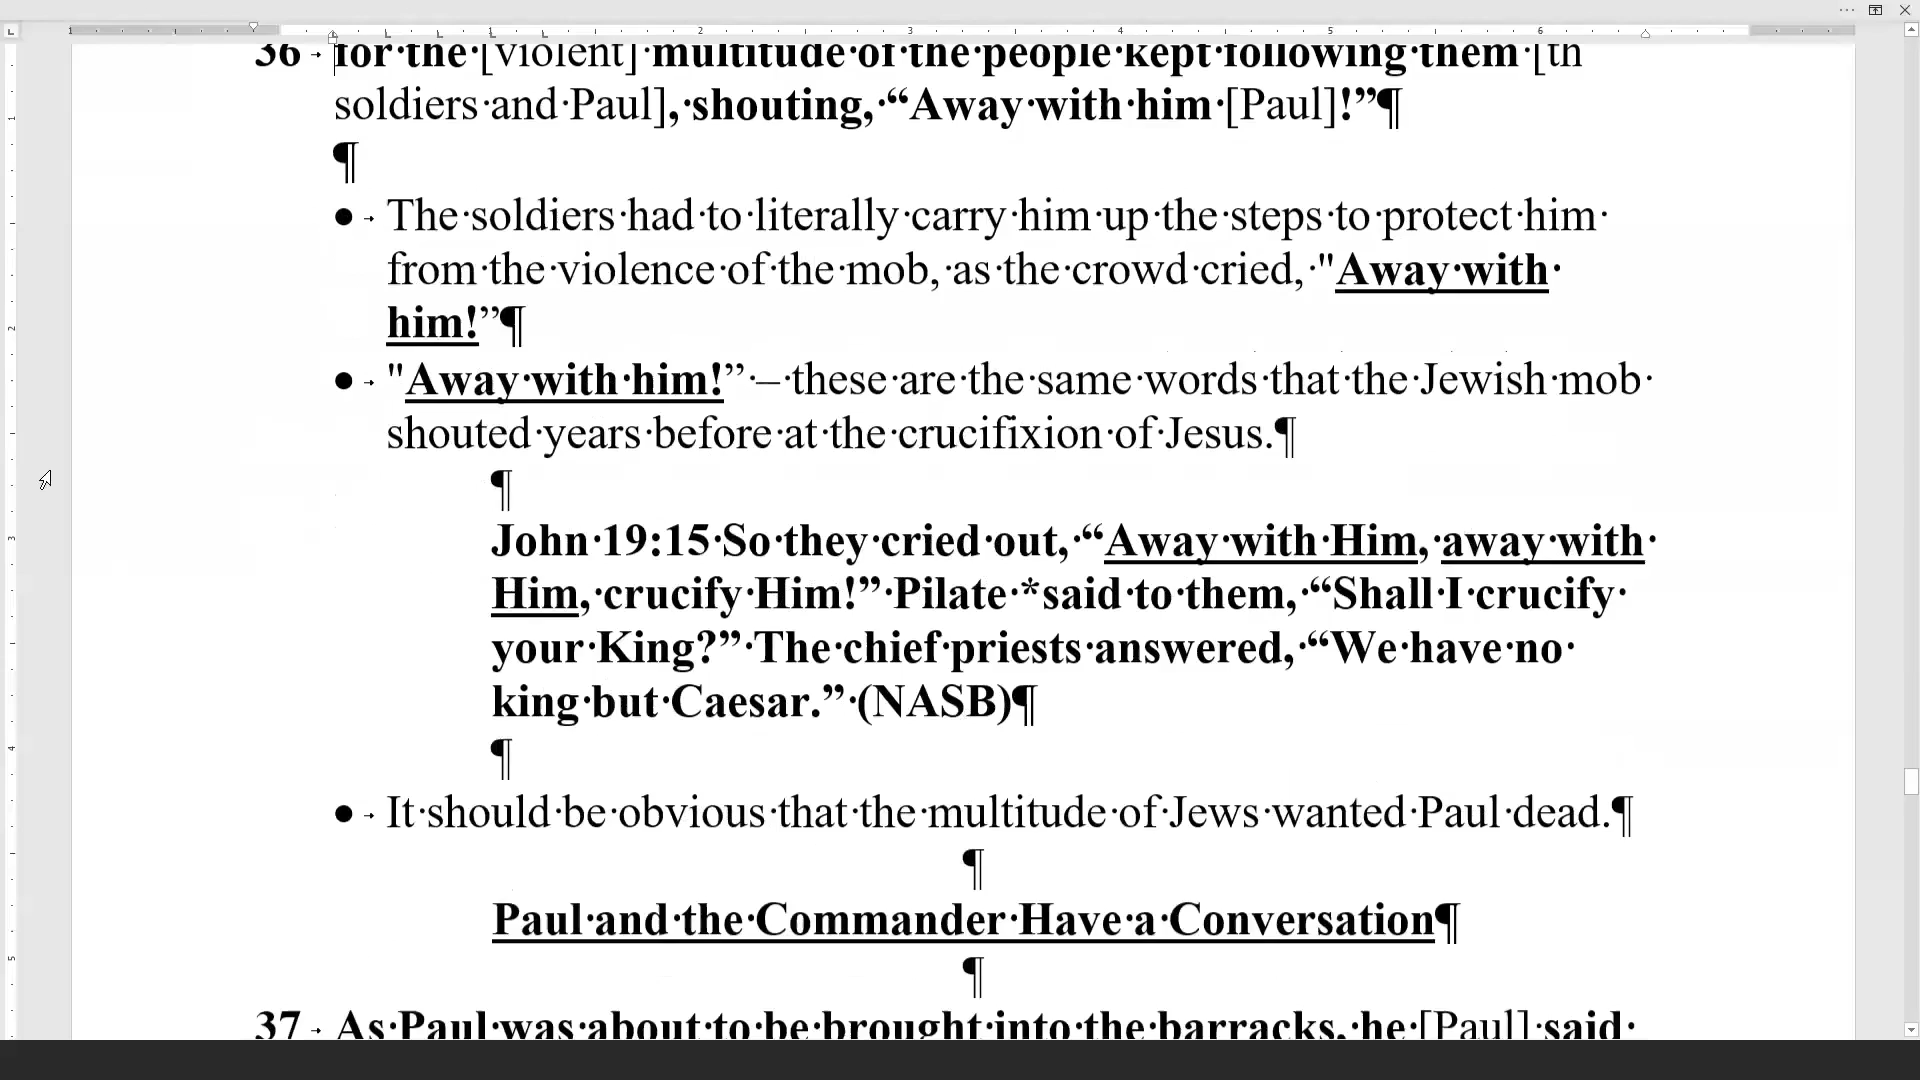 36 for the [violent] multitude of the people kept following them [th
soldiers and Paul], shouting, “Away with him [Paul]!”¶
¶
● The soldiers had to literally carry him up the steps to protect him
from the violence of the mob, as the crowd cried, "Away with
him!”¶
● "Away with him!” – these are the same words that the Jewish mob
shouted years before at the crucifixion of Jesus.¶
¶
John 19:15 So they cried out, “Away with Him, away with
Him, crucify Him!” Pilate *said to them, “Shall I crucify
your King?” The chief priests answered, “We have no
king but Caesar.” (NASB)¶
¶
● It should be obvious that the multitude of Jews wanted Paul dead.¶
¶
Paul and the Commander Have a Conversation¶
¶
37 As Paul was about to be brought into the barracks, he [Paul] said